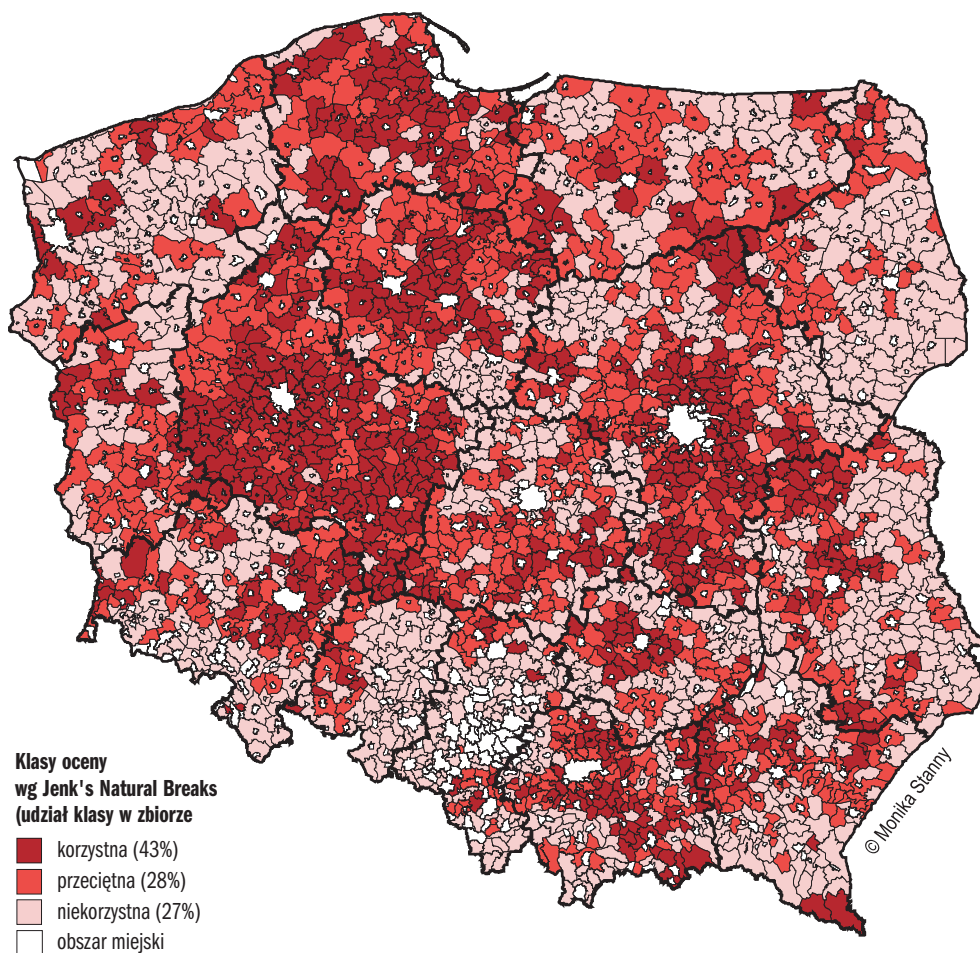 Klasy oceny
wg Jenk's Natural Breaks
(udział klasy w zbiorze
korzystna (43%)
przeciętna (28%)
niekorzystna (27%)
obszar miejski
© Monika Stanny